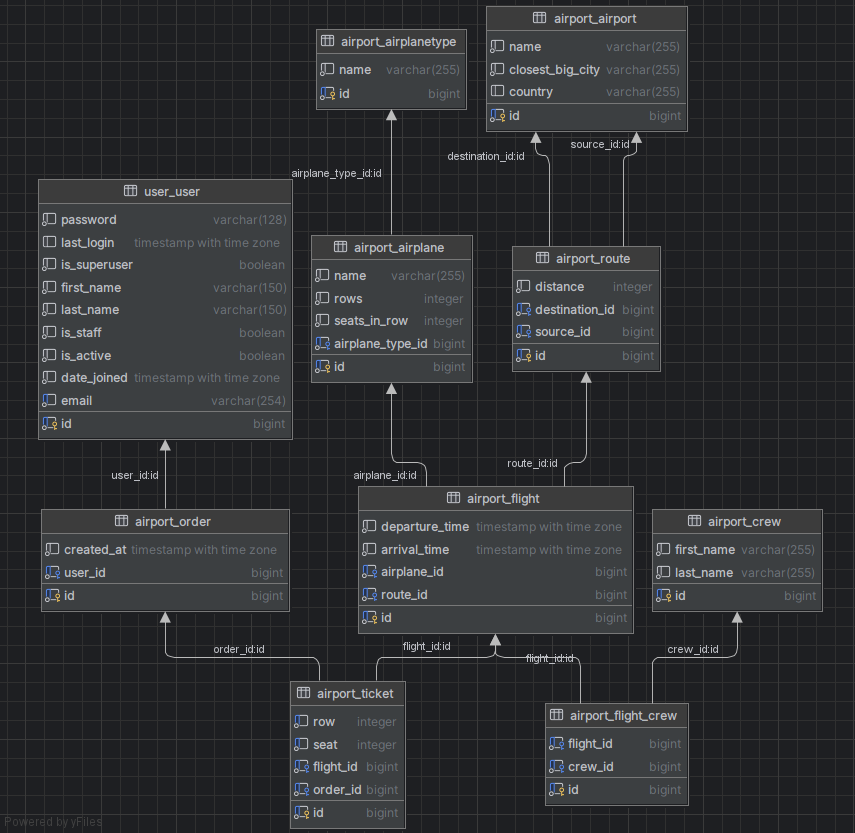 airport_airport
name varchar(255)
closest_big_city varchar(255)
country varchar(255)
id bigint
airport_airplanetype
name varchar(255)
id bigint
destination_id:id
source_id:id
airplane_type_id:id
user_user
password varchar(128)
last_login timestamp with time zone
is_superuser boolean
first_name varchar(150)
last_name varchar(150)
is_staff boolean
is_active boolean
date_joined timestamp with time zone
email varchar(254)
id bigint
airport_airplane
name varchar(255)
rows integer
seats_in_row integer
airplane_type_id bigint
id bigint
airport_route
distance integer
destination_id bigint
source_id bigint
id bigint
user_id:id
airplane_id:id
route_id:id
airport_order
created_at timestamp with time zone
user_id bigint
id bigint
airport_flight
departure_time timestamp with time zone
arrival_time timestamp with time zone
airplane_id bigint
route_id bigint
id bigint
airport_crew
first_name varchar(255)
last_name varchar(255)
id bigint
order_id:id
flight_id:id
flight_id:id
crew_id:id
airport_ticket
row integer
seat integer
flight_id bigint
order_id bigint
id bigint
airport_flight_crew
flight_id bigint
crew_id bigint
id bigint
Powered by yFiles